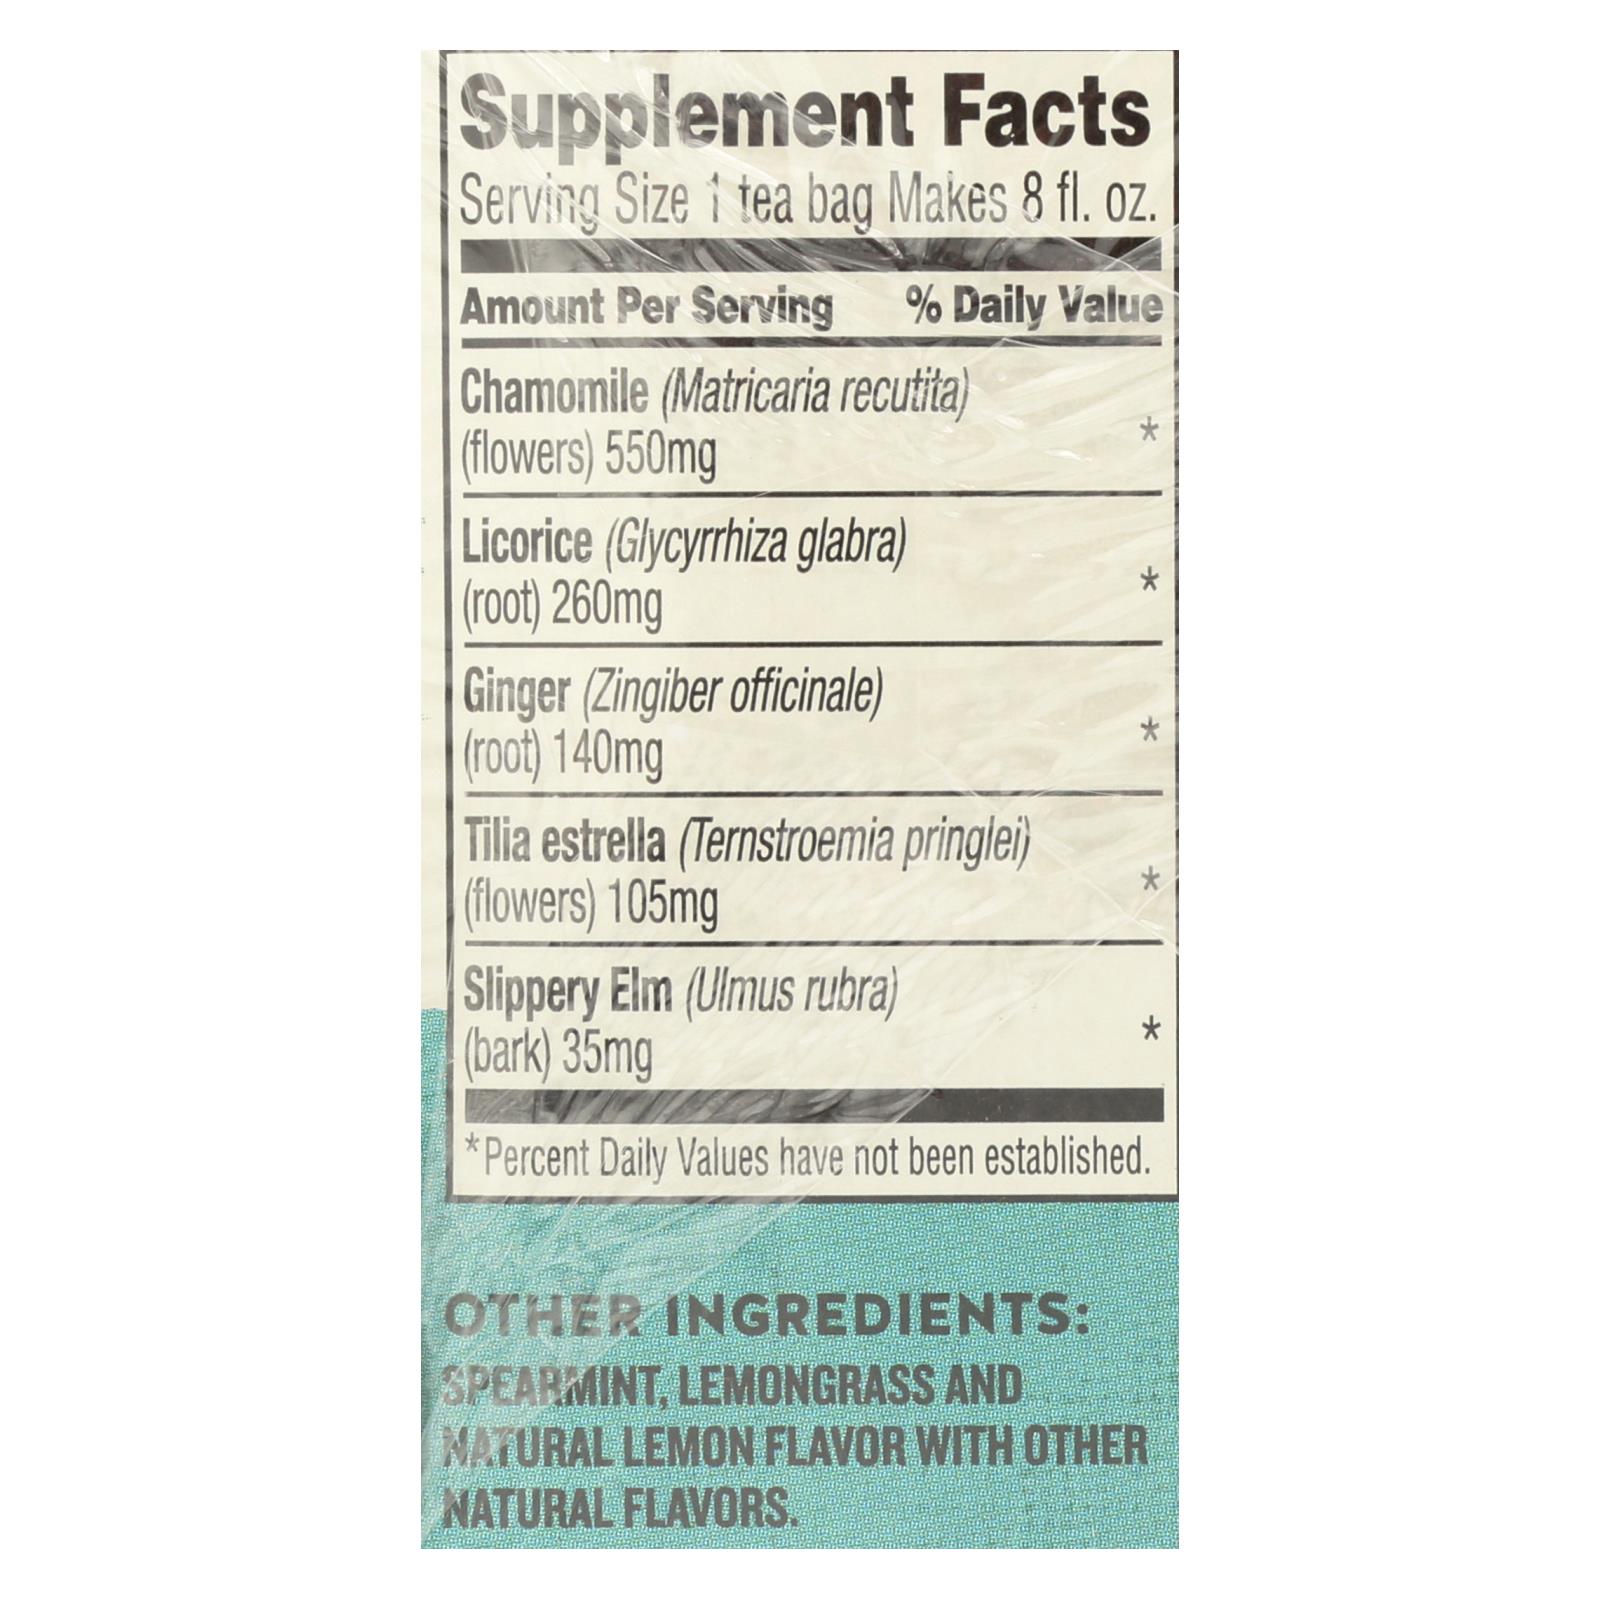 Supplement Facts
Serving Size 1 tea bag Makes 8 fl. oz.
Amount Per Serving % Daily Value
Chamomile (Matricaria recutita)
(flowers) 550mg *
Licorice (Glycyrrhiza glabra)
(root) 260mg *
Ginger (Zingiber officinale)
(root) 140mg *
Tilia estrella (Ternstroemia pringlei)
(flowers) 105mg *
Slippery Elm (Ulmus rubra)
(bark) 35mg *
*Percent Daily Values have not been established.
OTHER INGREDIENTS:
SPEARMINT, LEMONGRASS AND
NATURAL LEMON FLAVOR WITH OTHER
NATURAL FLAVORS.